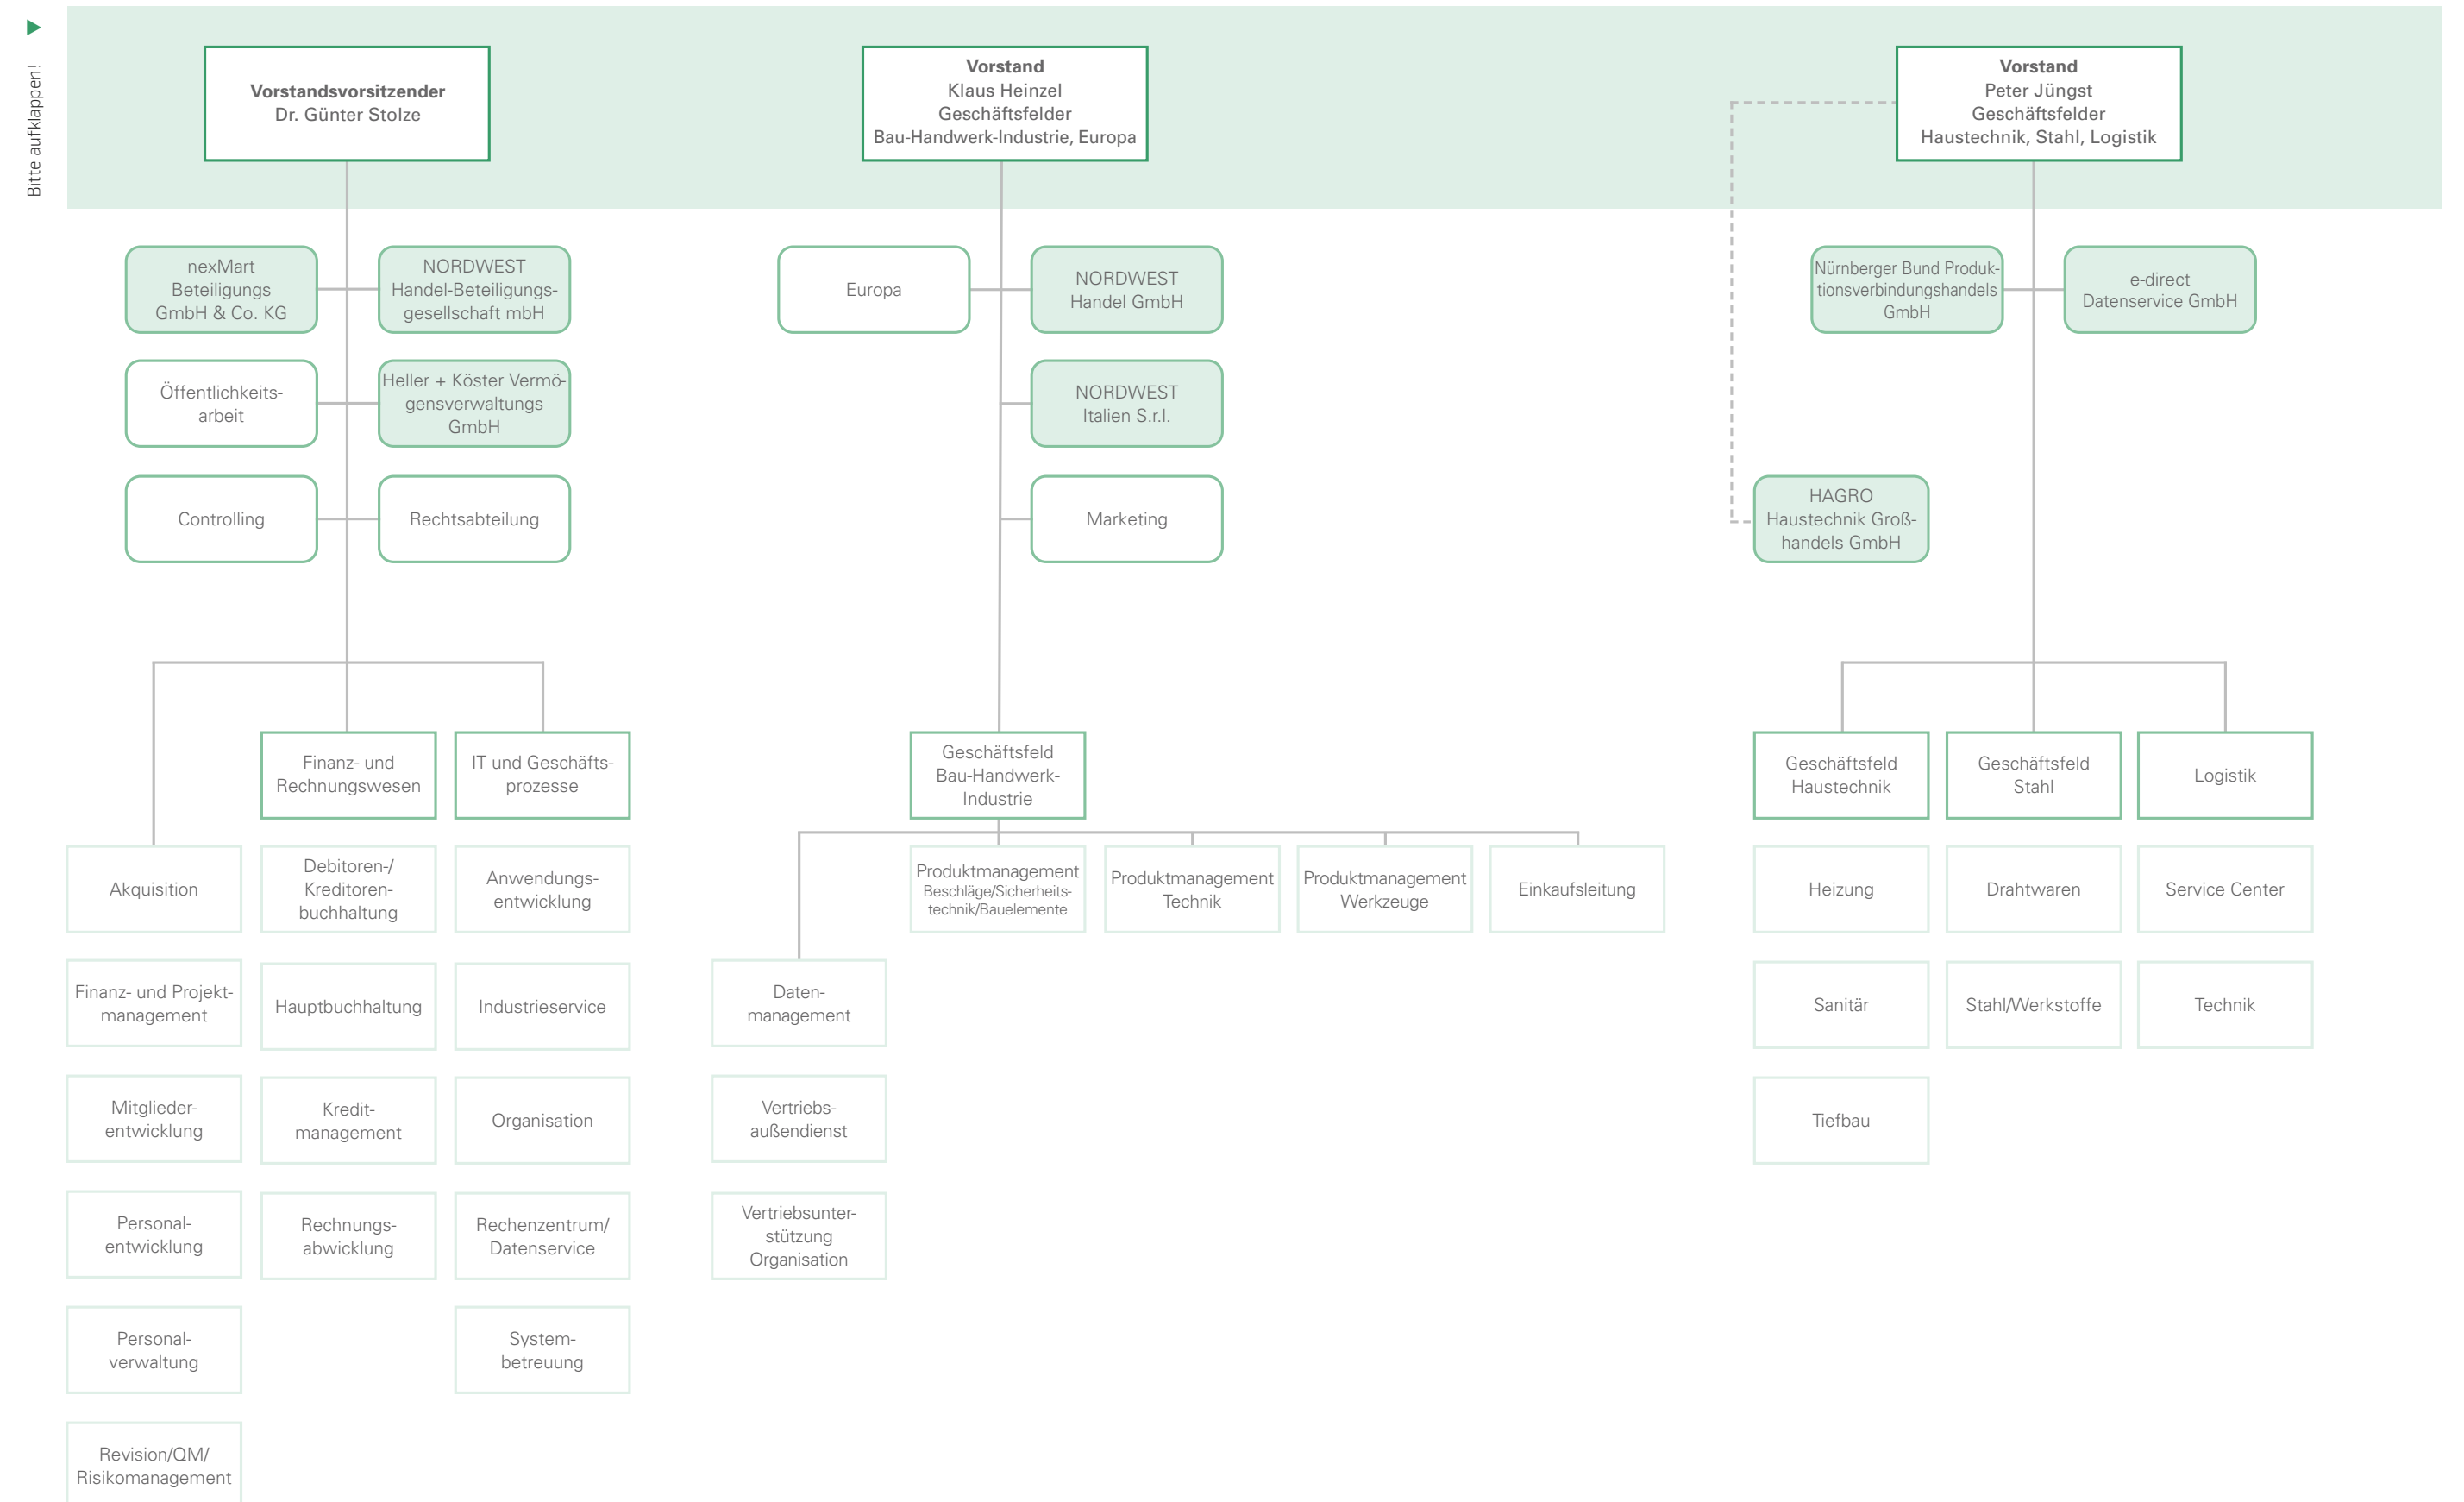 Bitte aufklappen!
Vorstandsvorsitzender
Dr. Günter Stolze
Vorstand
Klaus Heinzel
Geschäftsfelder
Bau-Handwerk-Industrie, Europa
Vorstand
Peter Jüngst
Geschäftsfelder
Haustechnik, Stahl, Logistik
nexMart
Beteiligungs
GmbH & Co. KG
NORDWEST
Handel-Beteiligungs-
gesellschaft mbH
Europa
NORDWEST
Handel GmbH
Nürnberger Bund Produk-
tionsverbindungshandels
GmbH
e-direct
Datenservice GmbH
Öffentlichkeits-
arbeit
Heller + Köster Vermö-
gensverwaltungs
GmbH
NORDWEST
Italien S.r.l.
Controlling
Rechtsabteilung
Marketing
HAGRO
Haustechnik Groß-
handels GmbH
Finanz- und
Rechnungswesen
IT und Geschäfts-
prozesse
Geschäftsfeld
Bau-Handwerk-
Industrie
Geschäftsfeld
Haustechnik
Geschäftsfeld
Stahl
Logistik
Akquisition
Debitoren-/
Kreditoren-
buchhaltung
Anwendungs-
entwicklung
Produktmanagement
Beschläge/Sicherheits-
technik/Bauelemente
Produktmanagement
Technik
Produktmanagement
Werkzeuge
Einkaufsleitung
Heizung
Drahtwaren
Service Center
Finanz- und Projekt-
management
Hauptbuchhaltung
Industrieservice
Daten-
management
Sanitär
Stahl/Werkstoffe
Technik
Mitglieder-
entwicklung
Kredit-
management
Organisation
Vertriebs-
außendienst
Tiefbau
Personal-
entwicklung
Rechnungs-
abwicklung
Rechenzentrum/
Datenservice
Vertriebsunter-
stützung
Organisation
Personal-
verwaltung
System-
betreuung
Revision/QM/
Risikomanagement